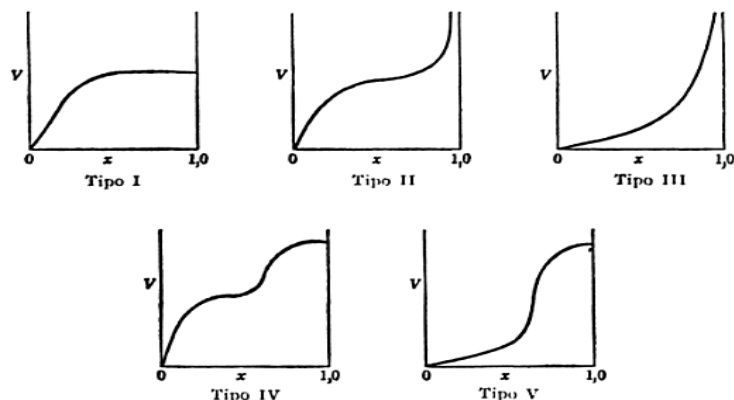 V V V
0 x 1,0 0 x 1,0 0 x 1,0
Tipo I Tipo II Tipo III
V V
0 x 1,0 0 x 1,0
Tipo IV Tipo V